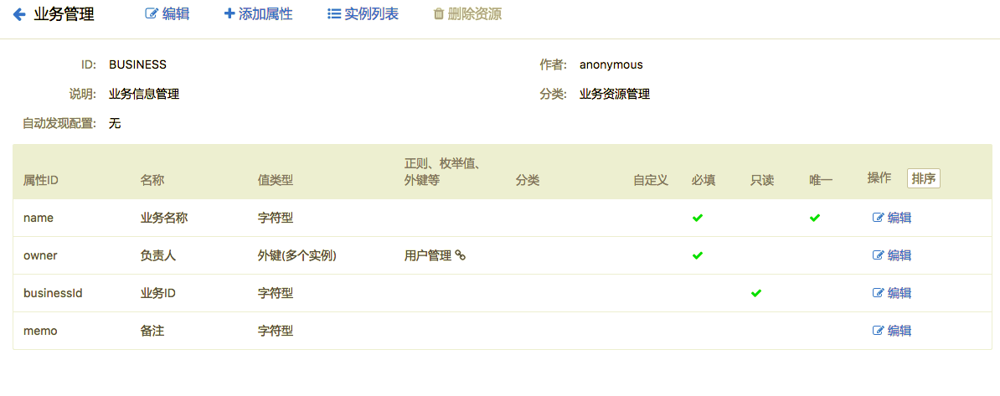 业务管理 编辑 添加属性 实例列表 删除资源
ID: BUSINESS 作者: anonymous
说明: 业务信息管理 分类: 业务资源管理
自动发现配置: 无
属性ID 名称 值类型 正则、枚举值、外键等 分类 自定义 必填 只读 唯一 操作 排序
name 业务名称 字符型 编辑
owner 负责人 外键(多个实例) 用户管理 编辑
businessId 业务ID 字符型 编辑
memo 备注 字符型 编辑